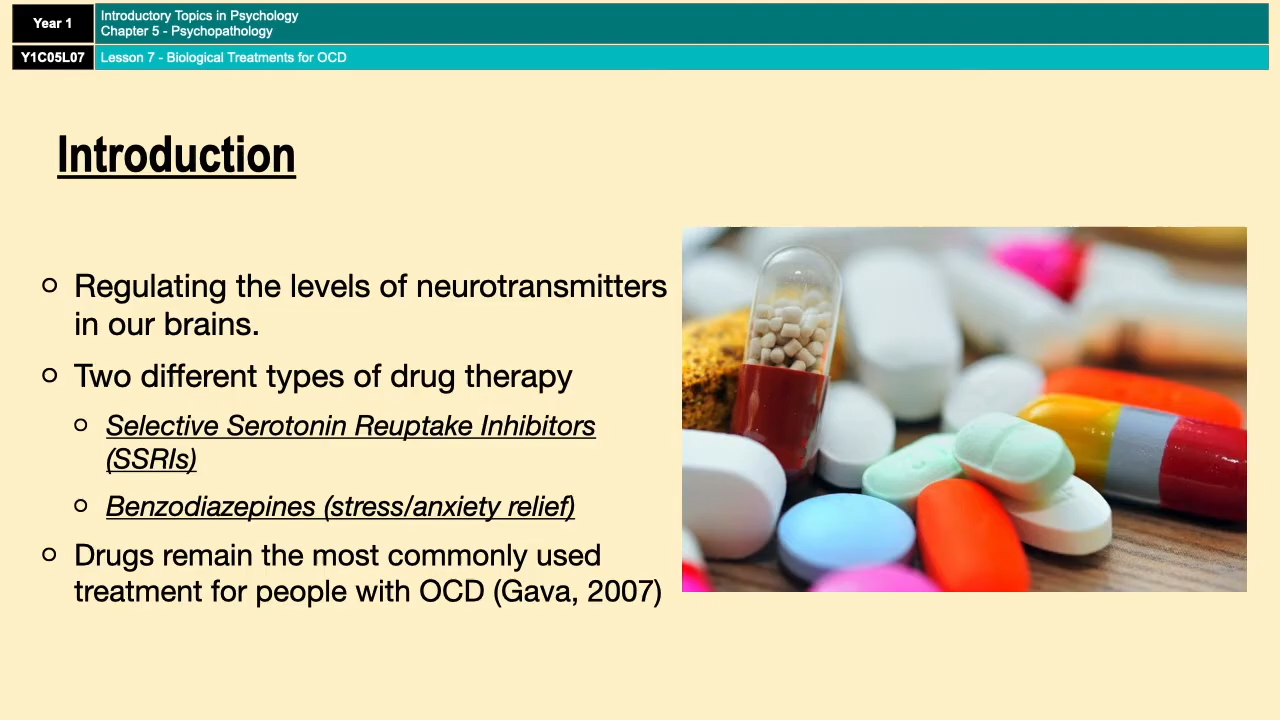 Year 1
Introductory Topics in Psychology
Chapter 5 - Psychopathology
Y1C05L07
Lesson 7 - Biological Treatments for OCD
Introduction
Regulating the levels of neurotransmitters
in our brains.
Two different types of drug therapy
Selective Serotonin Reuptake Inhibitors
(SSRIs)
Benzodiazepines (stress/anxiety relief)
Drugs remain the most commonly used
treatment for people with OCD (Gava, 2007)